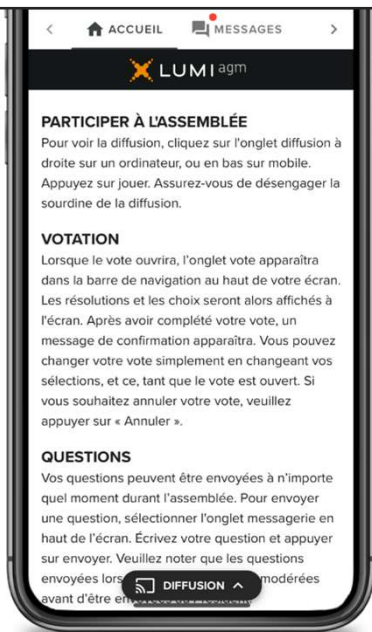 ACCUEIL MESSAGES
LUMI agm
PARTICIPER À L'ASSEMBLÉE
Pour voir la diffusion, cliquez sur l'onglet diffusion à
droite sur un ordinateur, ou en bas sur mobile.
Appuyez sur jouer. Assurez-vous de désengager la
sourdine de la diffusion.
VOTATION
Lorsque le vote ouvrira, l'onglet vote apparaîtra
dans la barre de navigation au haut de votre écran.
Les résolutions et les choix seront alors affichés à
l'écran. Après avoir complété votre vote, un
message de confirmation apparaîtra. Vous pouvez
changer votre vote simplement en changeant vos
sélections, et ce, tant que le vote est ouvert. Si
vous souhaitez annuler votre vote, veuillez
appuyer sur « Annuler ».
QUESTIONS
Vos questions peuvent être envoyées à n'importe
quel moment durant l'assemblée. Pour envoyer
une question, sélectionner l'onglet messagerie en
haut de l'écran. Écrivez votre question et appuyer
sur envoyer. Veuillez noter que les questions
envoyées lors modérées
DIFFUSION
avant d'être